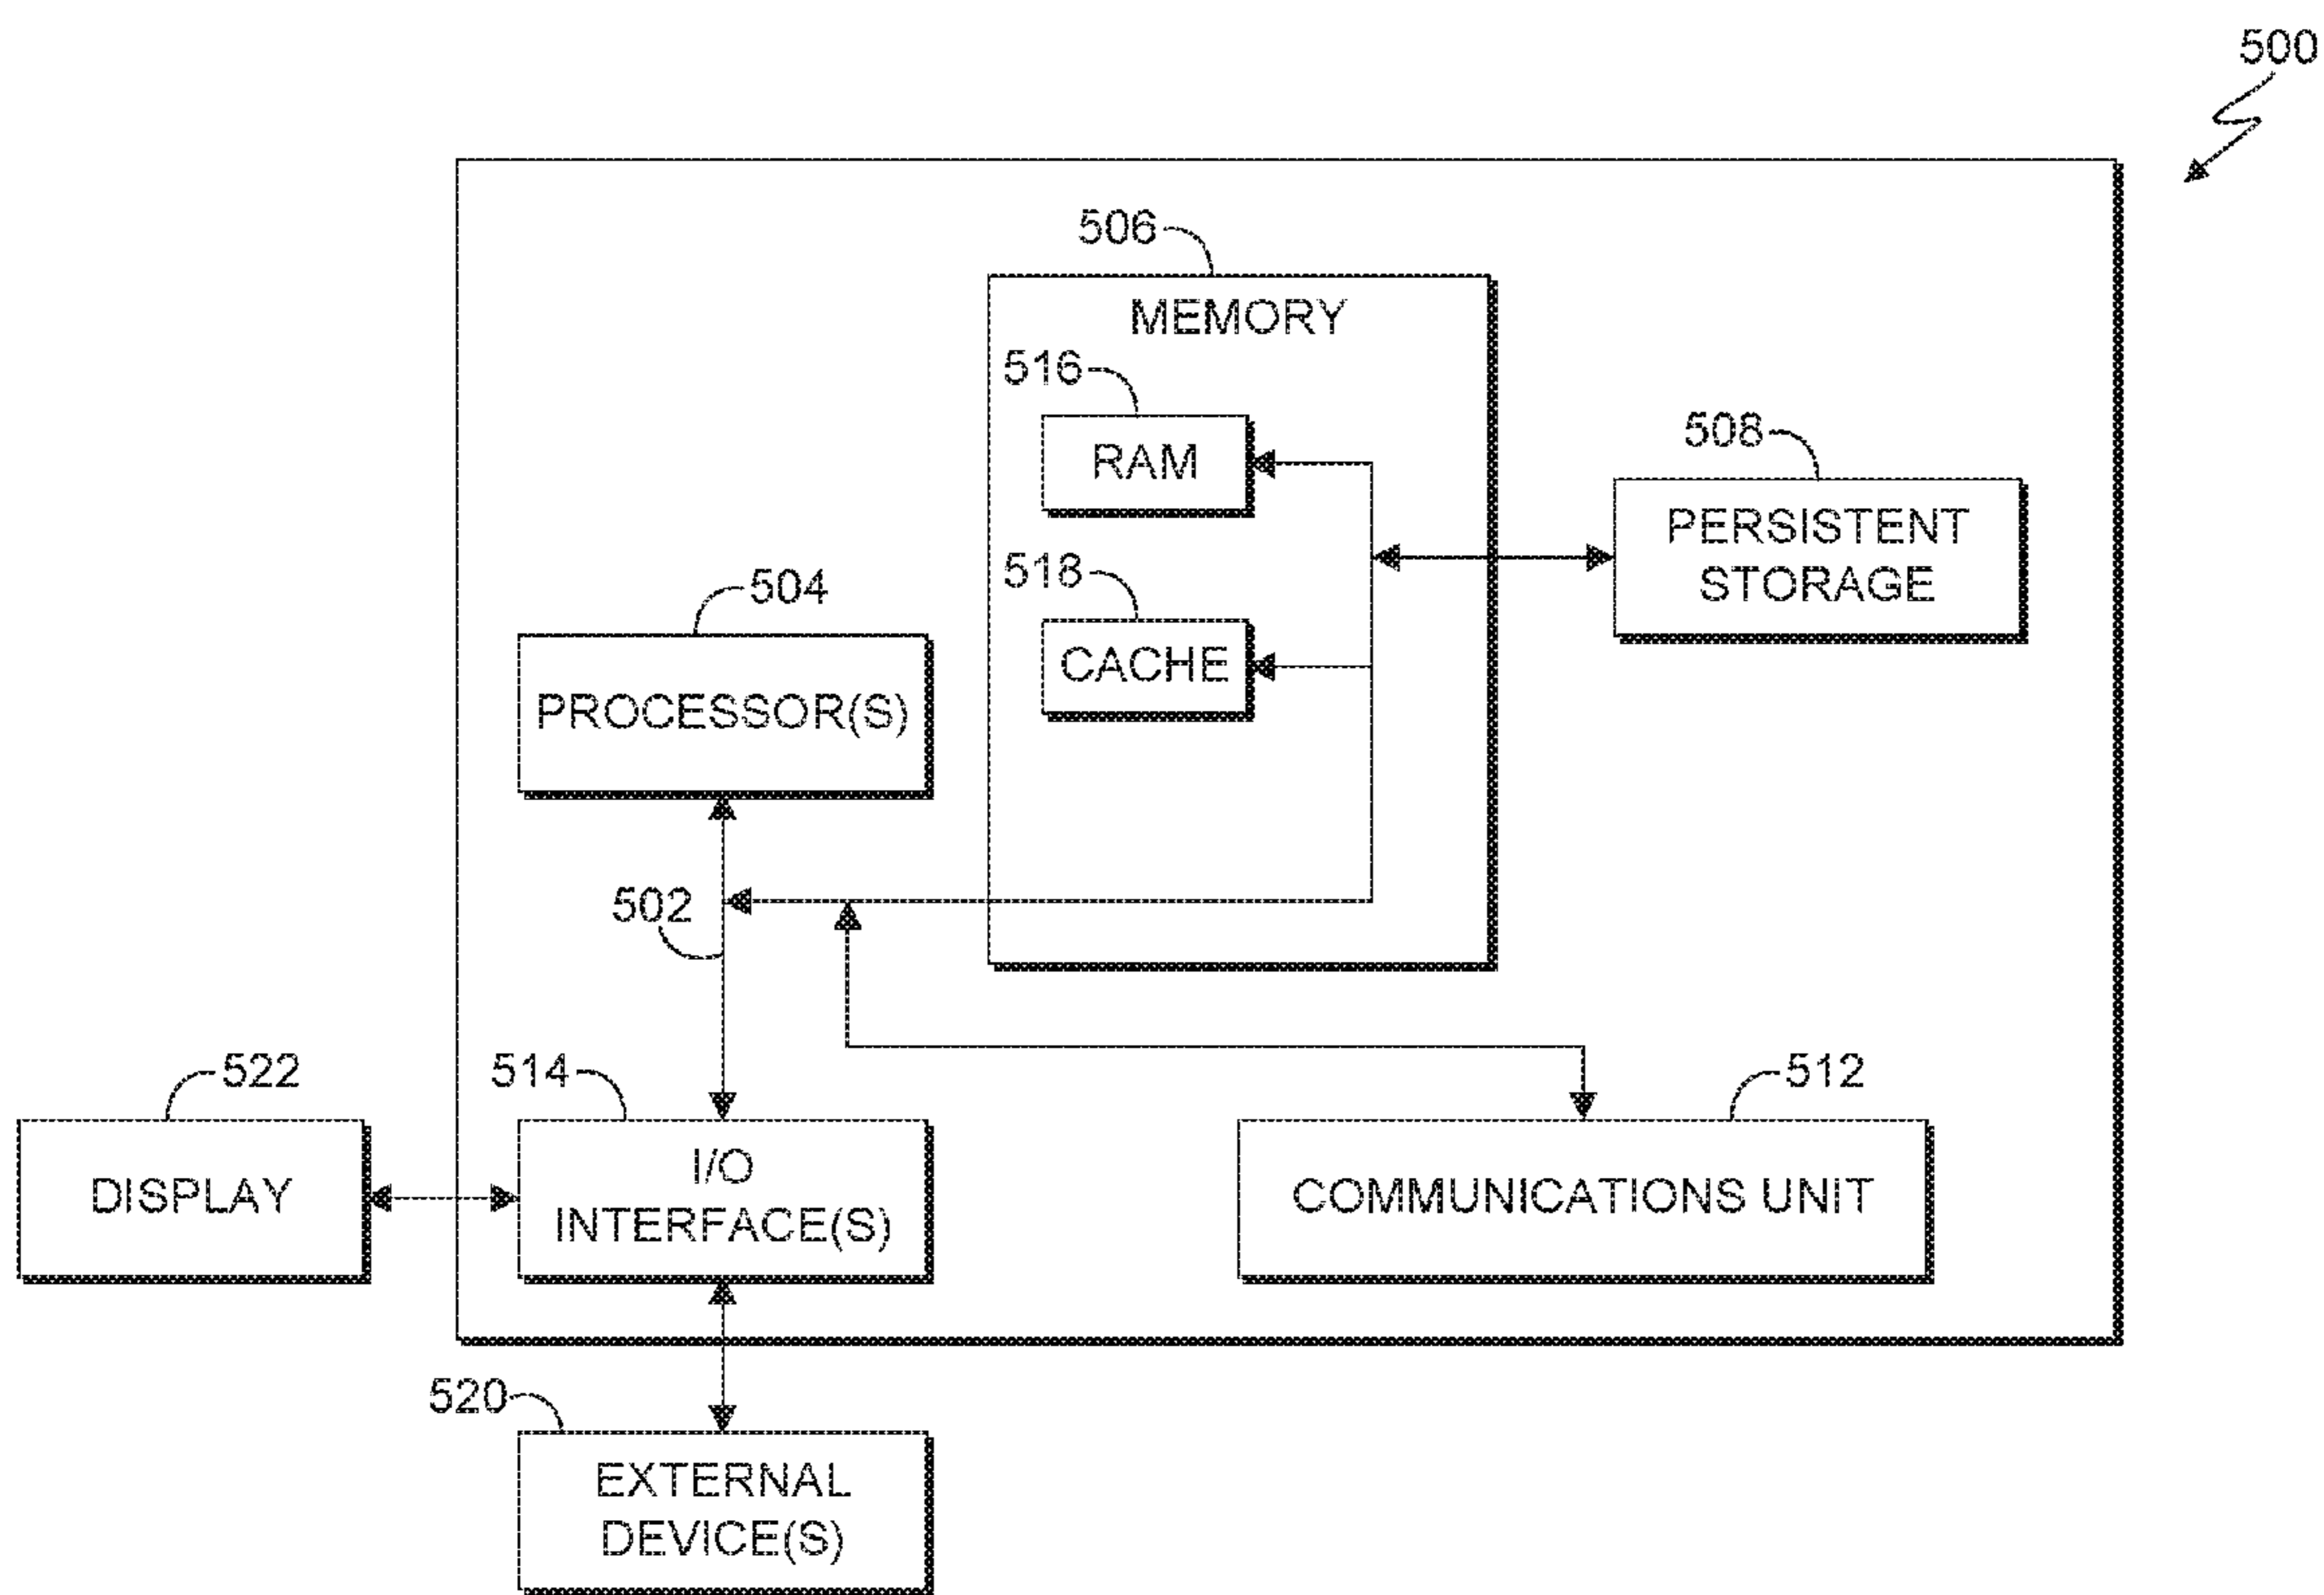 500
506
MEMORY
516
RAM
508
PERSISTENT
STORAGE
518
CACHE
504
PROCESSOR(S)
502
522
DISPLAY
514
I/O
INTERFACE(S)
512
COMMUNICATIONS UNIT
520
EXTERNAL
DEVICE(S)